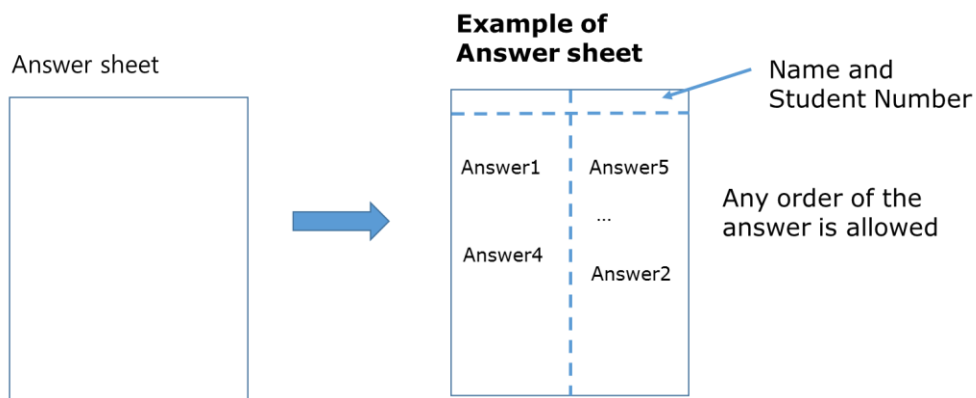 Answer sheet
Example of
Answer sheet
Name and
Student Number
Answer1
Answer5
...
Answer4
Answer2
Any order of the
answer is allowed